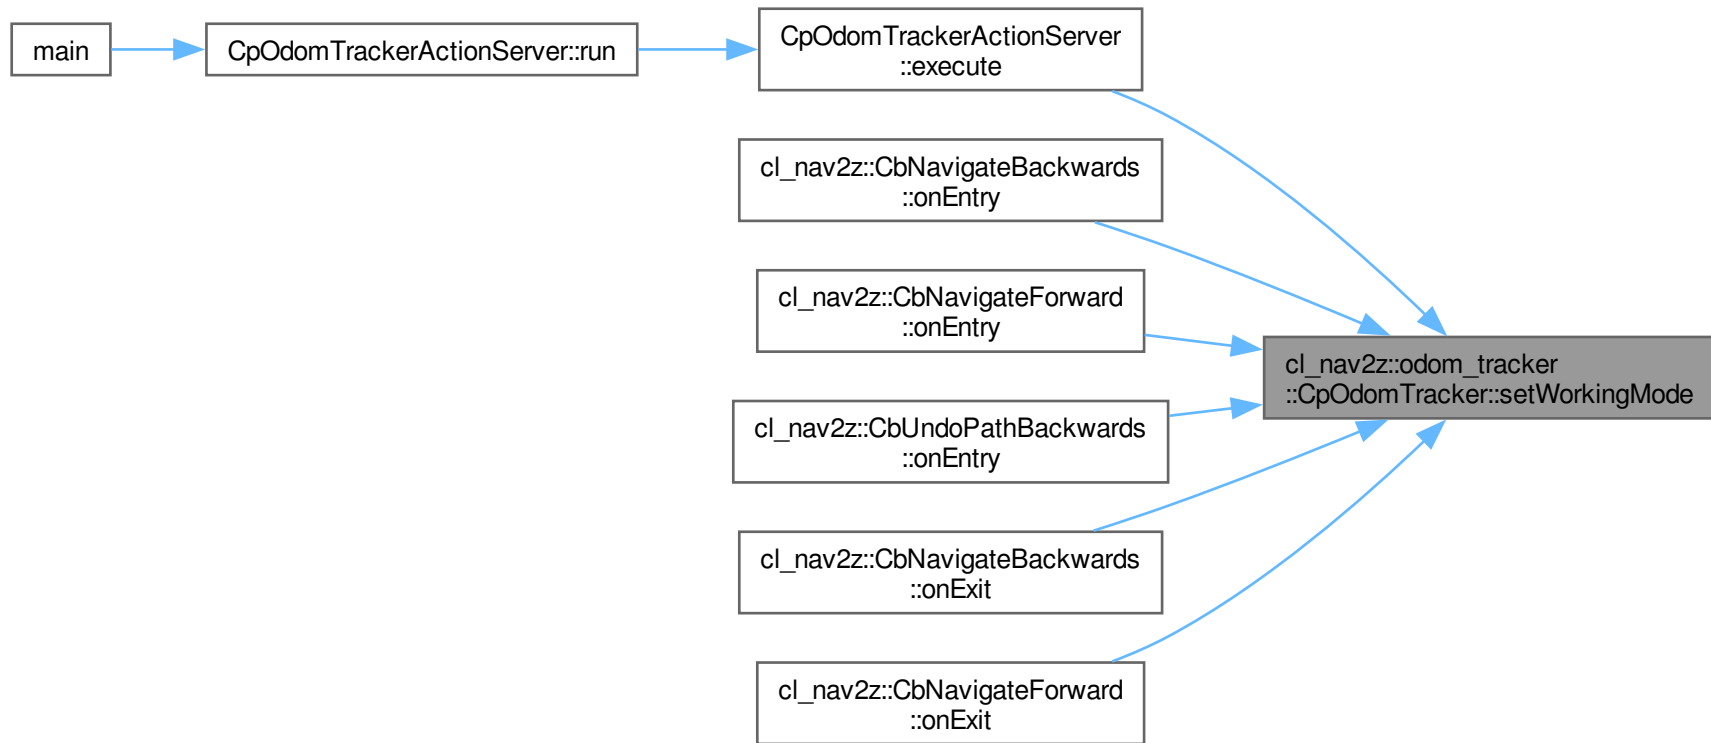 main
CpOdomTrackerActionServer::run
CpOdomTrackerActionServer
::execute
cl_nav2z::CbNavigateBackwards
::onEntry
cl_nav2z::CbNavigateForward
::onEntry
cl_nav2z::CbUndoPathBackwards
::onEntry
cl_nav2z::CbNavigateBackwards
::onExit
cl_nav2z::CbNavigateForward
::onExit
cl_nav2z::odom_tracker
::CpOdomTracker::setWorkingMode